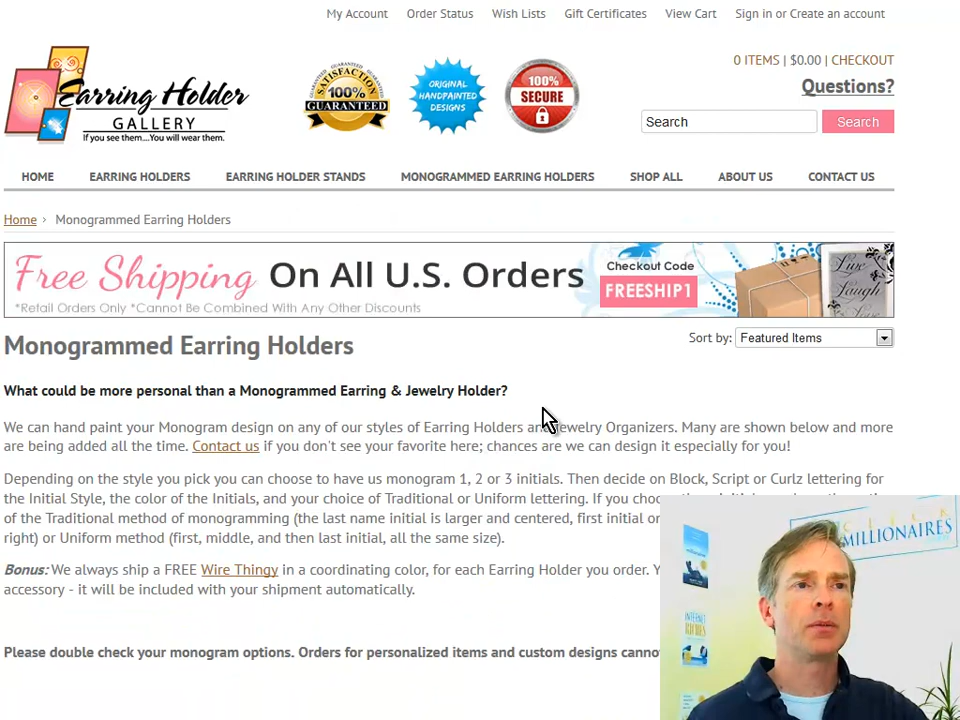 My Account Order Status Wish Lists Gift Certificates View Cart Sign in or Create an account
Earring Holder
GALLERY
If you see them...You will wear them.
SATISFACTION
100%
GUARANTEED
ORIGINAL
HANDPAINTED
DESIGNS
100%
SECURE
0 ITEMS | $0.00 | CHECKOUT
Questions?
Search Search
HOME EARRING HOLDERS EARRING HOLDER STANDS MONOGRAMMED EARRING HOLDERS SHOP ALL ABOUT US CONTACT US
Home › Monogrammed Earring Holders
Free Shipping On All U.S. Orders
*Retail Orders Only *Cannot Be Combined With Any Other Discounts
Checkout Code
FREESHIP1
Live
Laugh
Monogrammed Earring Holders
Sort by: Featured Items
What could be more personal than a Monogrammed Earring & Jewelry Holder?
We can hand paint your Monogram design on any of our styles of Earring Holders and Jewelry Organizers. Many are shown below and more
are being added all the time. Contact us if you don't see your favorite here; chances are we can design it especially for you!
Depending on the style you pick you can choose to have us monogram 1, 2 or 3 initials. Then decide on Block, Script or Curlz lettering for
the Initial Style, the color of the Initials, and your choice of Traditional or Uniform lettering. If you
of the Traditional method of monogramming (the last name initial is larger and centered, first initial
right) or Uniform method (first, middle, and then last initial, all the same size).
Bonus: We always ship a FREE Wire Thingy in a coordinating color, for each Earring Holder you order.
accessory - it will be included with your shipment automatically.
Please double check your monogram options. Orders for personalized items and custom designs
CLICK
MILLIONAIRES
INTERNET
RICHES